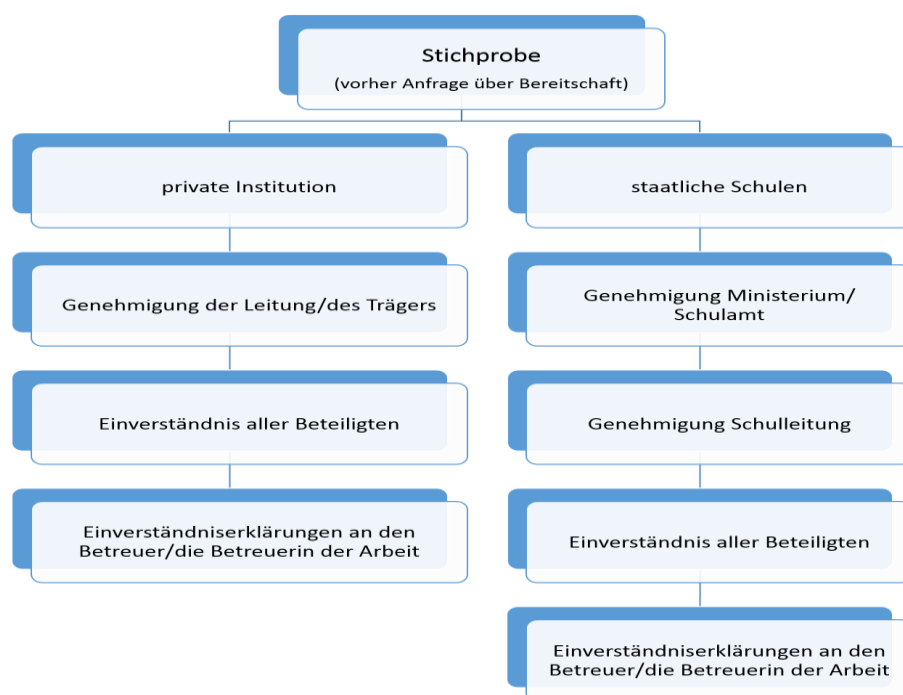 Stichprobe
(vorher Anfrage über Bereitschaft)
private Institution
Genehmigung der Leitung/des Trägers
Einverständnis aller Beteiligten
Einverständniserklärungen an den
Betreuer/die Betreuerin der Arbeit
staatliche Schulen
Genehmigung Ministerium/
Schulamt
Genehmigung Schulleitung
Einverständnis aller Beteiligten
Einverständniserklärungen an den
Betreuer/die Betreuerin der Arbeit